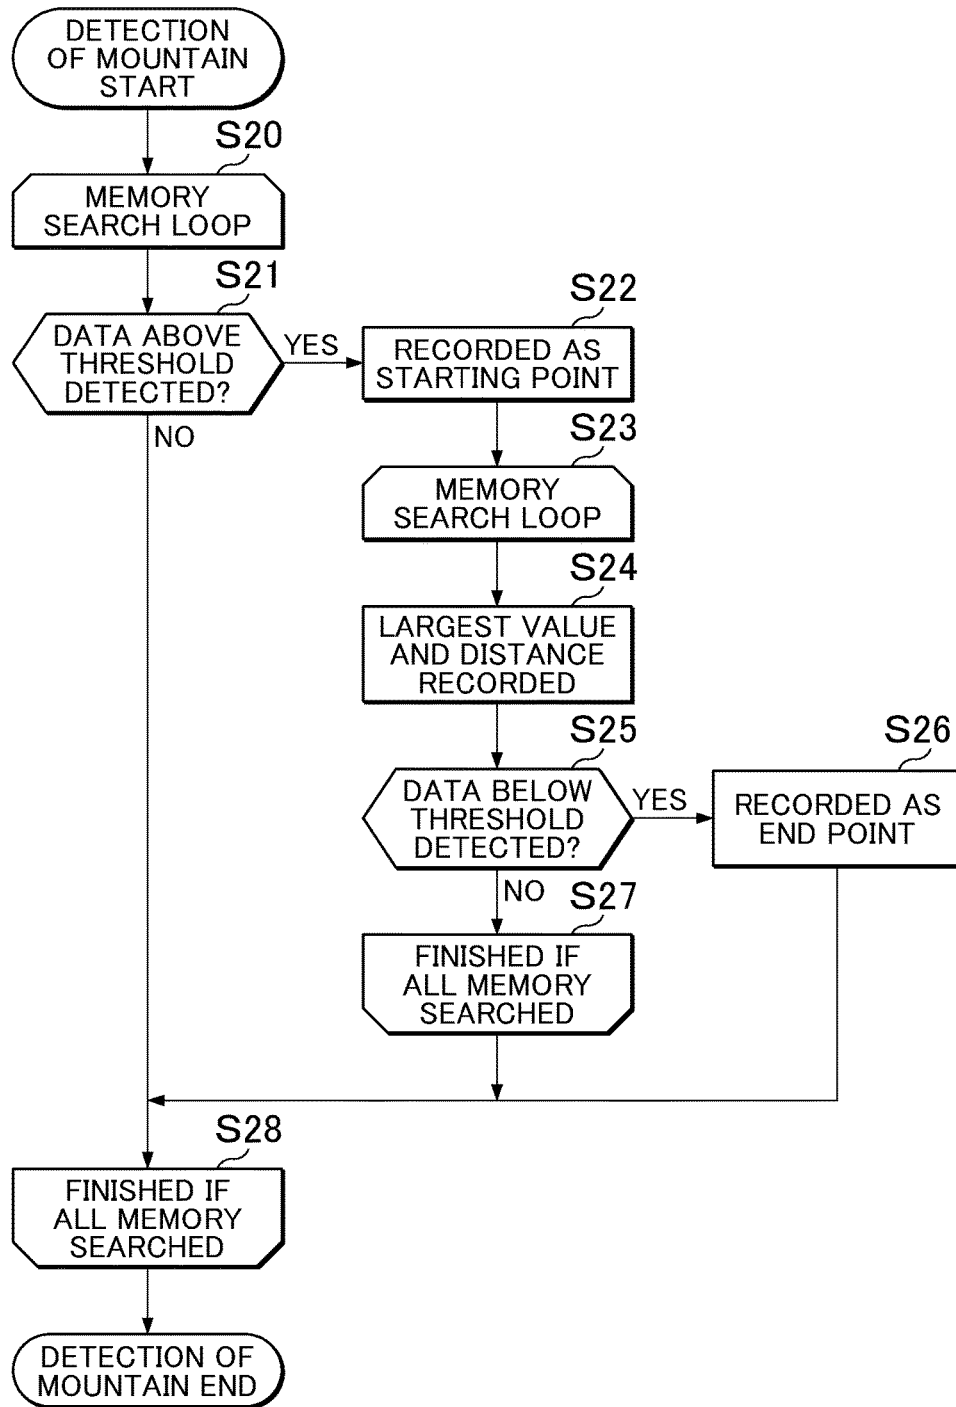 DETECTION
OF MOUNTAIN
START
S20
MEMORY
SEARCH LOOP
S21
DATA ABOVE
THRESHOLD
DETECTED?
YES
NO
S22
RECORDED AS
STARTING POINT
S23
MEMORY
SEARCH LOOP
S24
LARGEST VALUE
AND DISTANCE
RECORDED
S25
DATA BELOW
THRESHOLD
DETECTED?
YES
NO
S26
RECORDED AS
END POINT
S27
FINISHED IF
ALL MEMORY
SEARCHED
S28
FINISHED IF
ALL MEMORY
SEARCHED
DETECTION OF
MOUNTAIN END